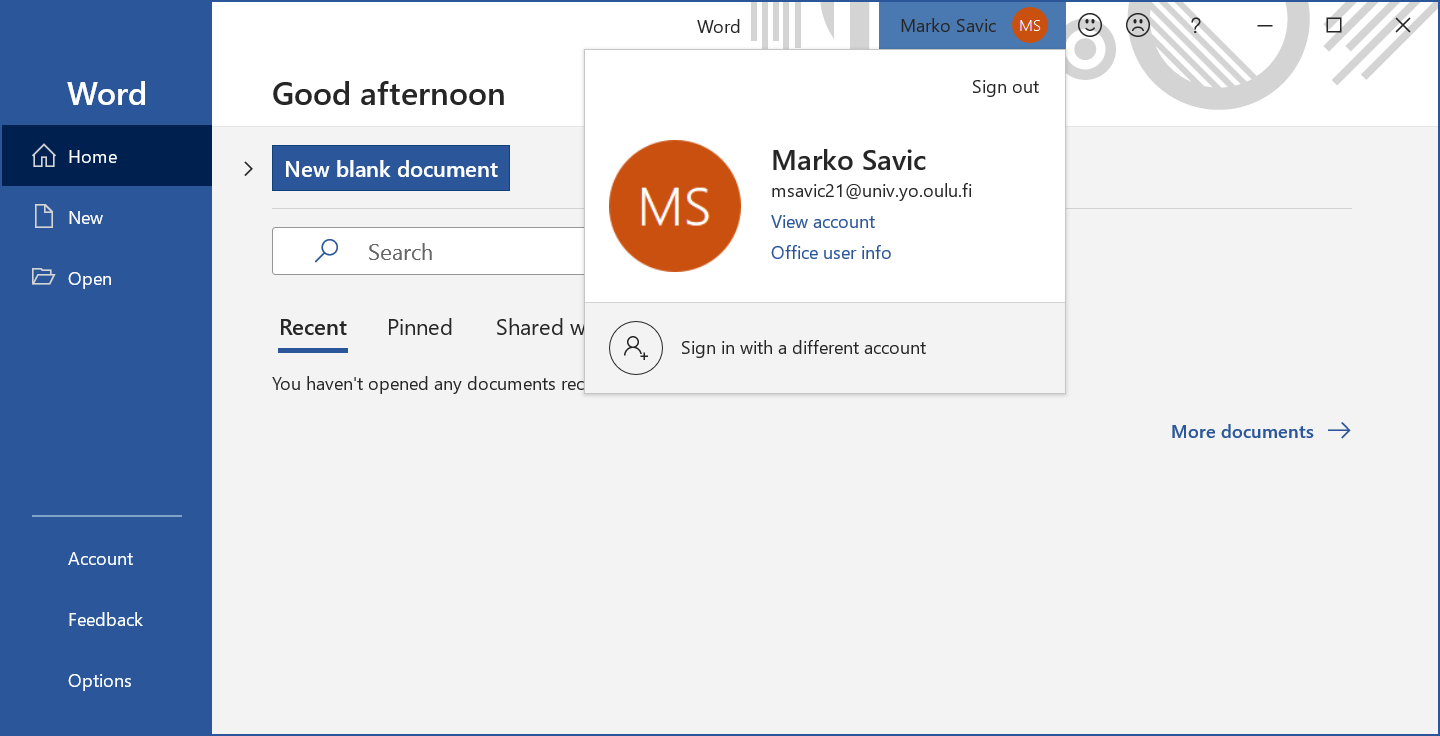 Word
Marko Savic
MS
?
Word
Good afternoon
Sign out
Home
New blank document
Marko Savic
msavic21@univ.yo.oulu.fi
MS
New
View account
Search
Office user info
Open
Recent
Pinned
Shared w
Sign in with a different account
You haven't opened any documents rec
More documents
Account
Feedback
Options